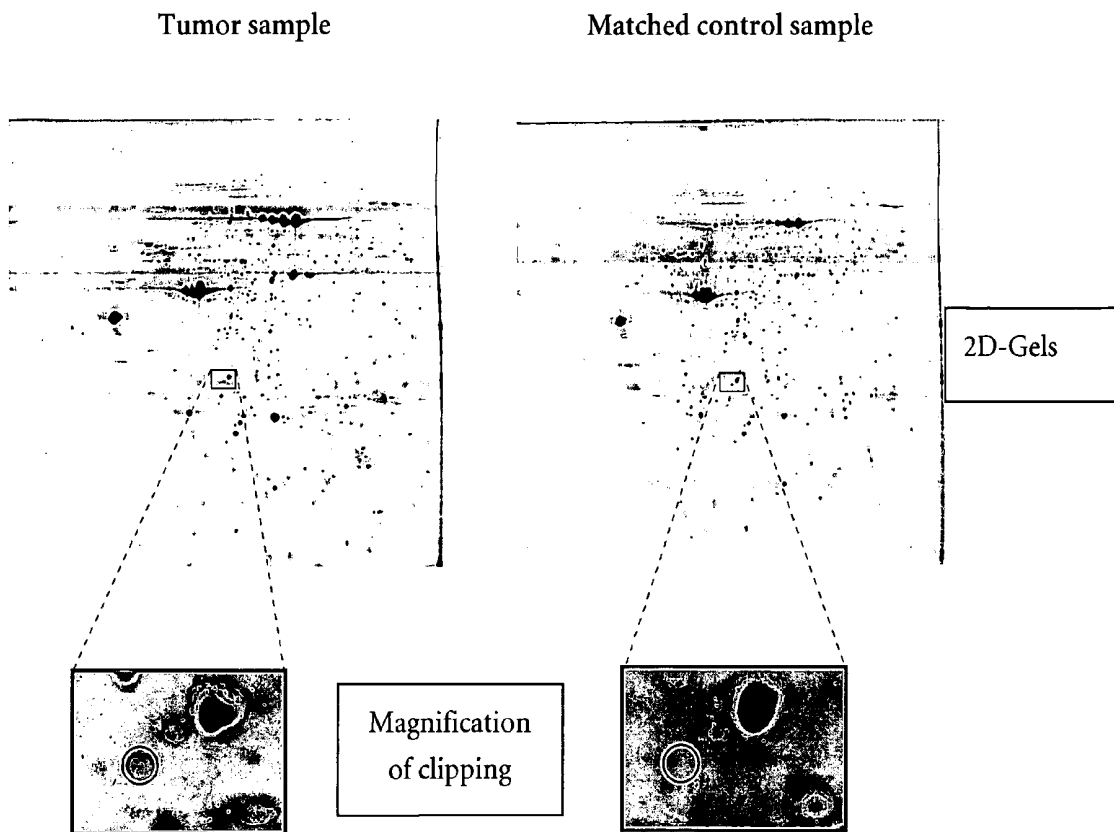 Tumor sample
Matched control sample
2D-Gels
Magnification
of clipping